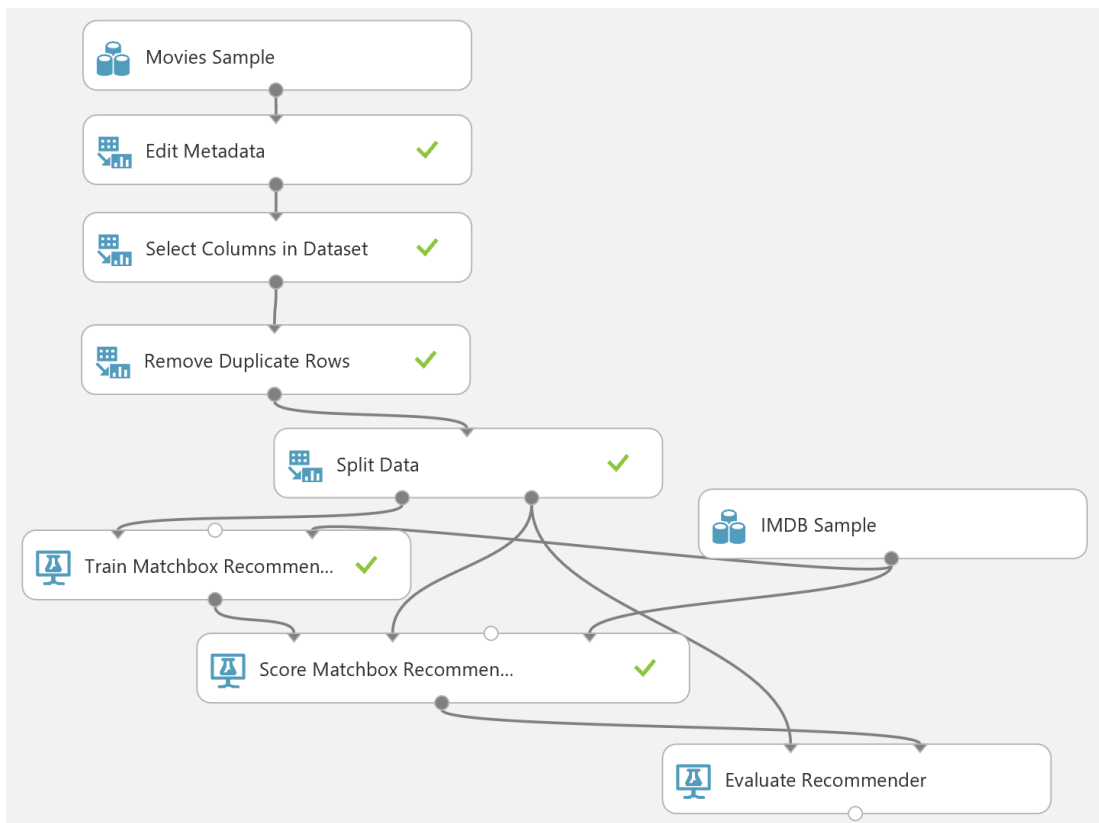 Movies Sample
Edit Metadata
Select Columns in Dataset
Remove Duplicate Rows
Split Data
IMDB Sample
Train Matchbox Recommen...
Score Matchbox Recommen...
Evaluate Recommender